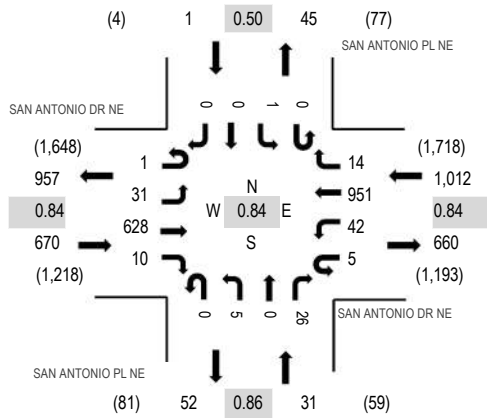 (4) 1 0.50 45 (77)
SAN ANTONIO PL NE
SAN ANTONIO DR NE
0 0 1 0
(1,648) (1,718)
957 1 14 1,012
31 N 951
0.84 W 0.84 E 0.84
628 S 42
670 10 5 660
(1,218) (1,193)
0 5 0 26
SAN ANTONIO DR NE
SAN ANTONIO PL NE
(81) 52 0.86 31 (59)